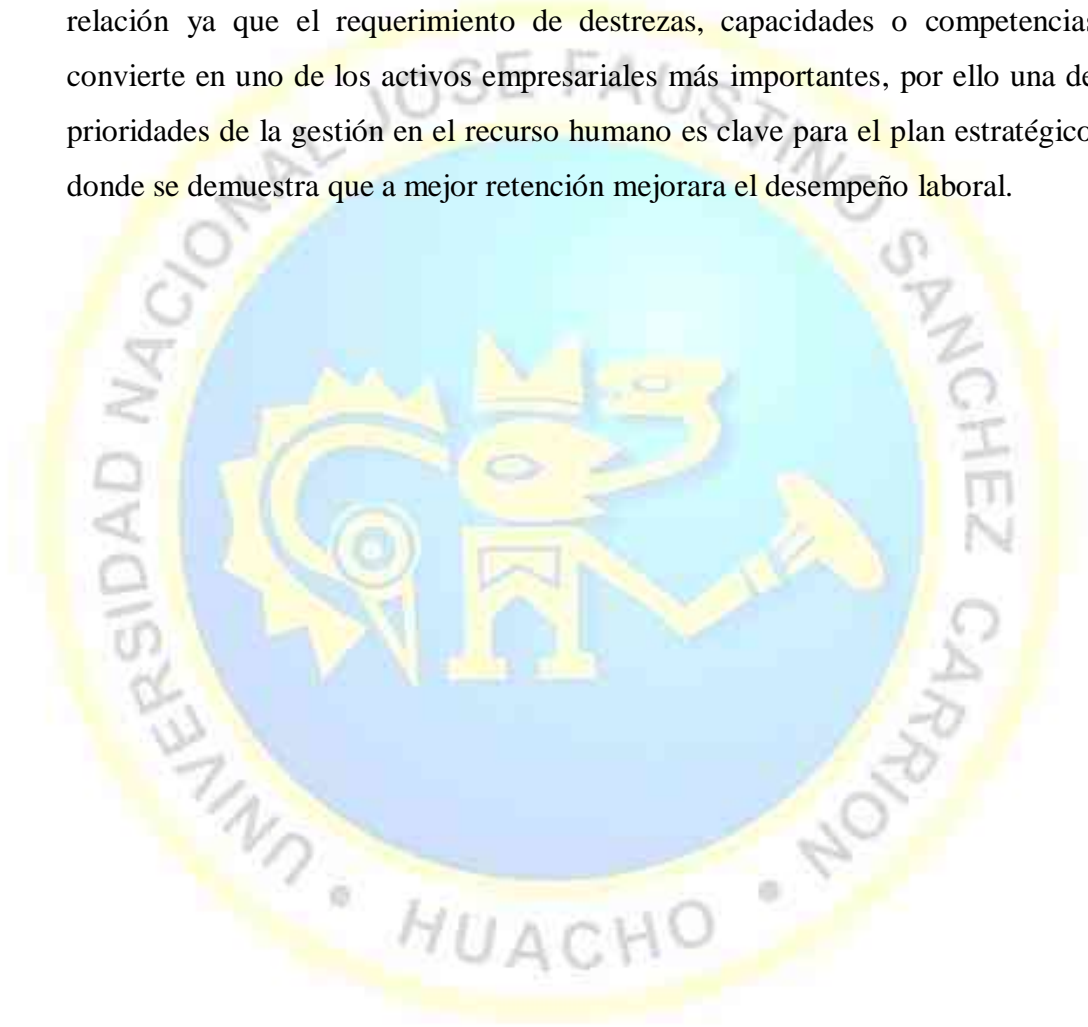 relación ya que el requerimiento de destrezas, capacidades o competencias
convierte en uno de los activos empresariales más importantes, por ello una de
prioridades de la gestión en el recurso humano es clave para el plan estratégico
donde se demuestra que a mejor retención mejorara el desempeño laboral.
UNIVERSIDAD NACIONAL JOSE FAUSTINO SANCHEZ CARRION
• HUACHO •